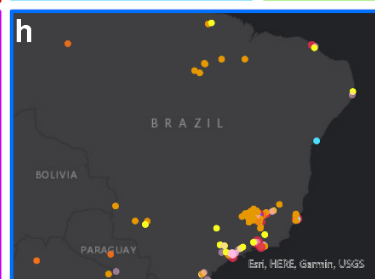 h
BRAZIL
BOLIVIA
PARAGUAY
Esri, HERE, Garmin, USGS